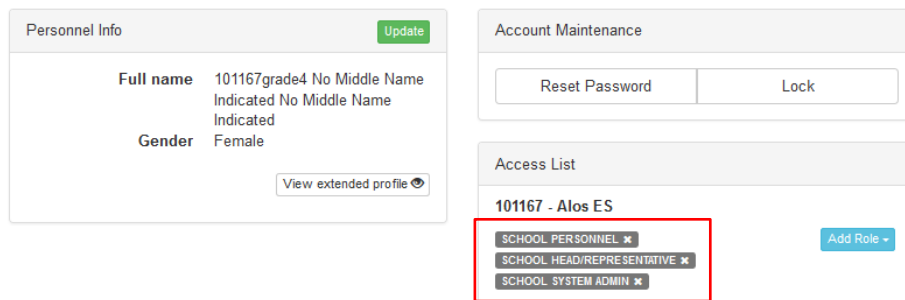 Personnel Info
Update
Full name 101167grade4 No Middle Name
Indicated No Middle Name
Indicated
Gender Female
View extended profile
Account Maintenance
Reset Password Lock
Access List
101167 - Alos ES
SCHOOL PERSONNEL ✖
Add Role
SCHOOL HEAD/REPRESENTATIVE ✖
SCHOOL SYSTEM ADMIN ✖